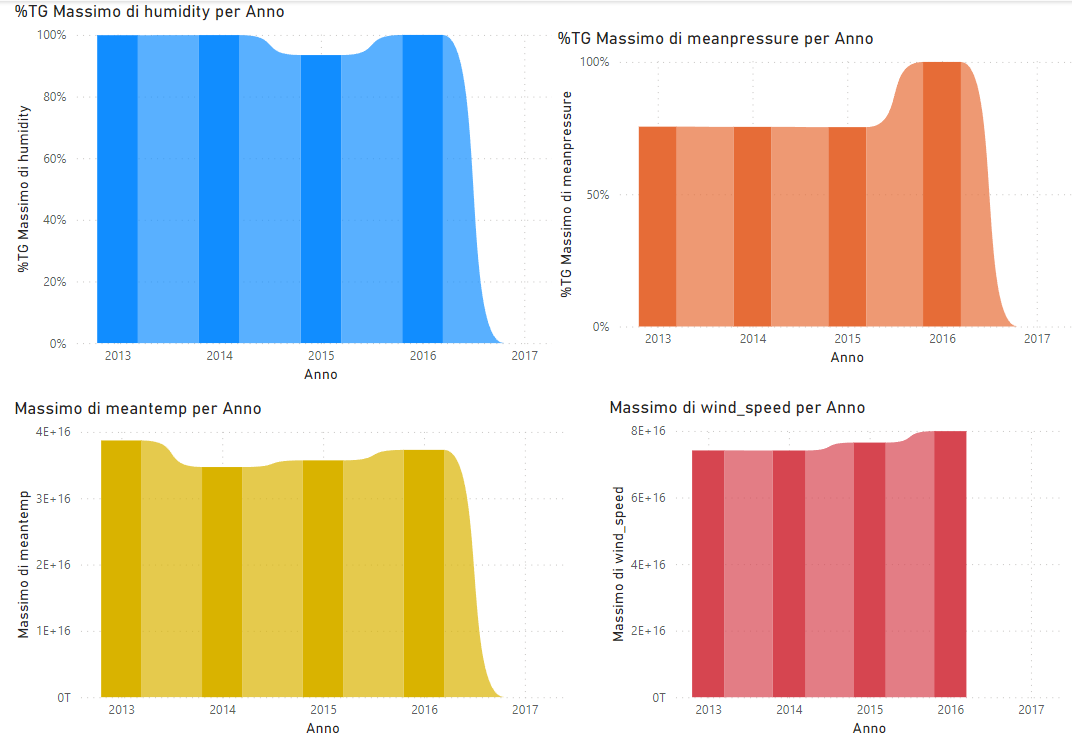 %TG Massimo di humidity per Anno
%TG Massimo di humidity
100%
80%
60%
40%
20%
0%
2013 2014 2015 2016 2017
Anno
%TG Massimo di meanpressure per Anno
%TG Massimo di meanpressure
100%
50%
0%
2013 2014 2015 2016 2017
Anno
Massimo di meantemp per Anno
Massimo di meantemp
4E+16
3E+16
2E+16
1E+16
0T
2013 2014 2015 2016 2017
Anno
Massimo di wind_speed per Anno
Massimo di wind_speed
8E+16
6E+16
4E+16
2E+16
0T
2013 2014 2015 2016 2017
Anno